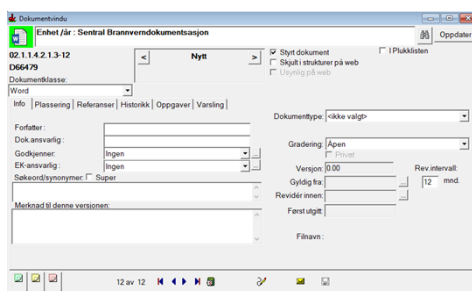 Dokumentvindu
Enhet /år : Sentral Brannverndokumentsasjon
Oppdater
02.1.1.4.2.1.3-12
D66479
< Nytt >
Styrt dokument
I Plukklisten
Skjult i strukturer på web
Usynlig på web
Dokumentklasse:
Word
Info Plassering Referanser Historikk Oppgaver Varsling
Dokumenttype: <ikke valgt>
Forfatter :
Dok.ansvarlig :
Godkjenner: Ingen ...
EK-ansvarlig : Ingen ...
Gradering: Åpen
Privat
Versjon: 0.00
Rev.intervall:
Gyldig fra: ... 12 mnd.
Revidér innen: ...
Først utgitt:
Søkeord/synonymer: Super
Merknad til denne versjonen:
Filnavn :
12 av 12